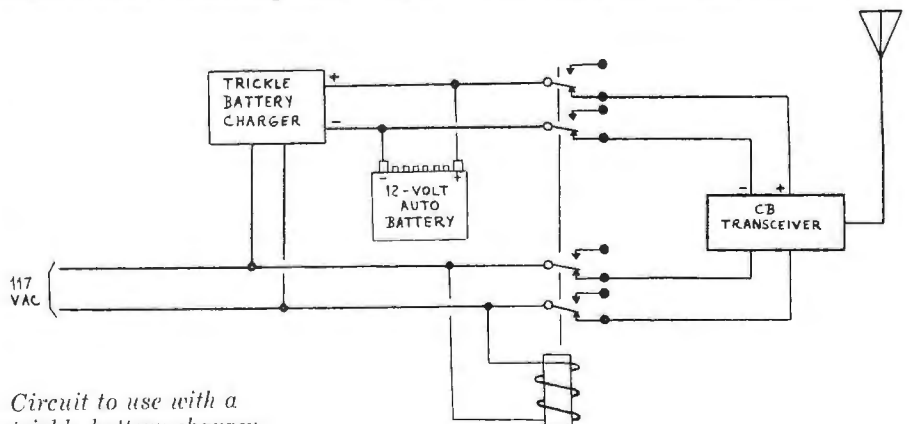 TRICKLE
BATTERY
CHARGER
+
-
12-VOLT
AUTO
BATTERY
- +
- +
CB
TRANSCEIVER
117
VAC
Circuit to use with a